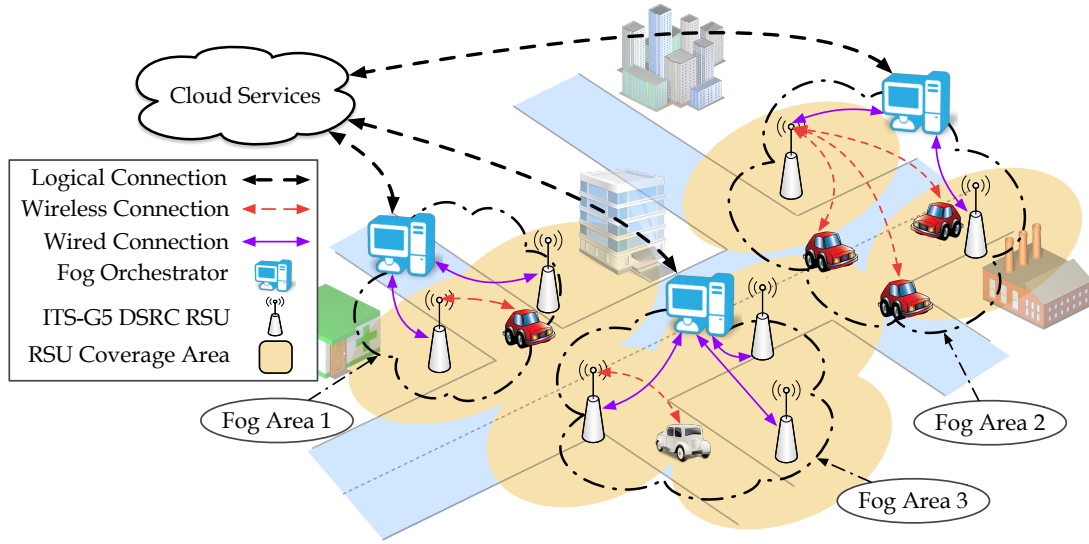 Cloud Services
Logical Connection
Wireless Connection
Wired Connection
Fog Orchestrator
ITS-G5 DSRC RSU
RSU Coverage Area
Fog Area 1
Fog Area 2
Fog Area 3